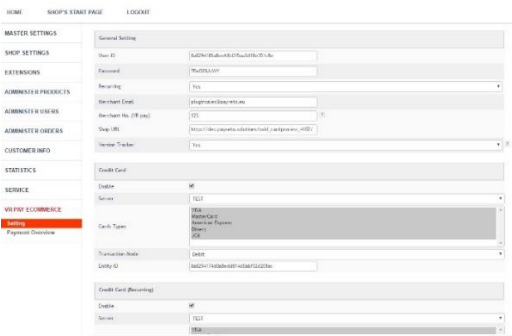 HOME SHOP'S START PAGE LOGOUT
MASTER SETTINGS
SHOP SETTINGS
EXTENSIONS
ADMINISTER PRODUCTS
ADMINISTER USERS
ADMINISTER ORDERS
CUSTOMER INFO
STATISTICS
SERVICE
VR PAY ECOMMERCE
Setting
Payment Overview
General Setting
User ID
Password
Recurring Yes
Merchant Email
Merchant No. (VR pay)
Shop URL
Version Tracker Yes
Credit Card
Enable
Server TEST
Cards Types
VISA
MasterCard
American Express
Diners
JCB
Transaction Mode Debit
Entity ID
Credit Card (Recurring)
Enable
Server TEST
VISA